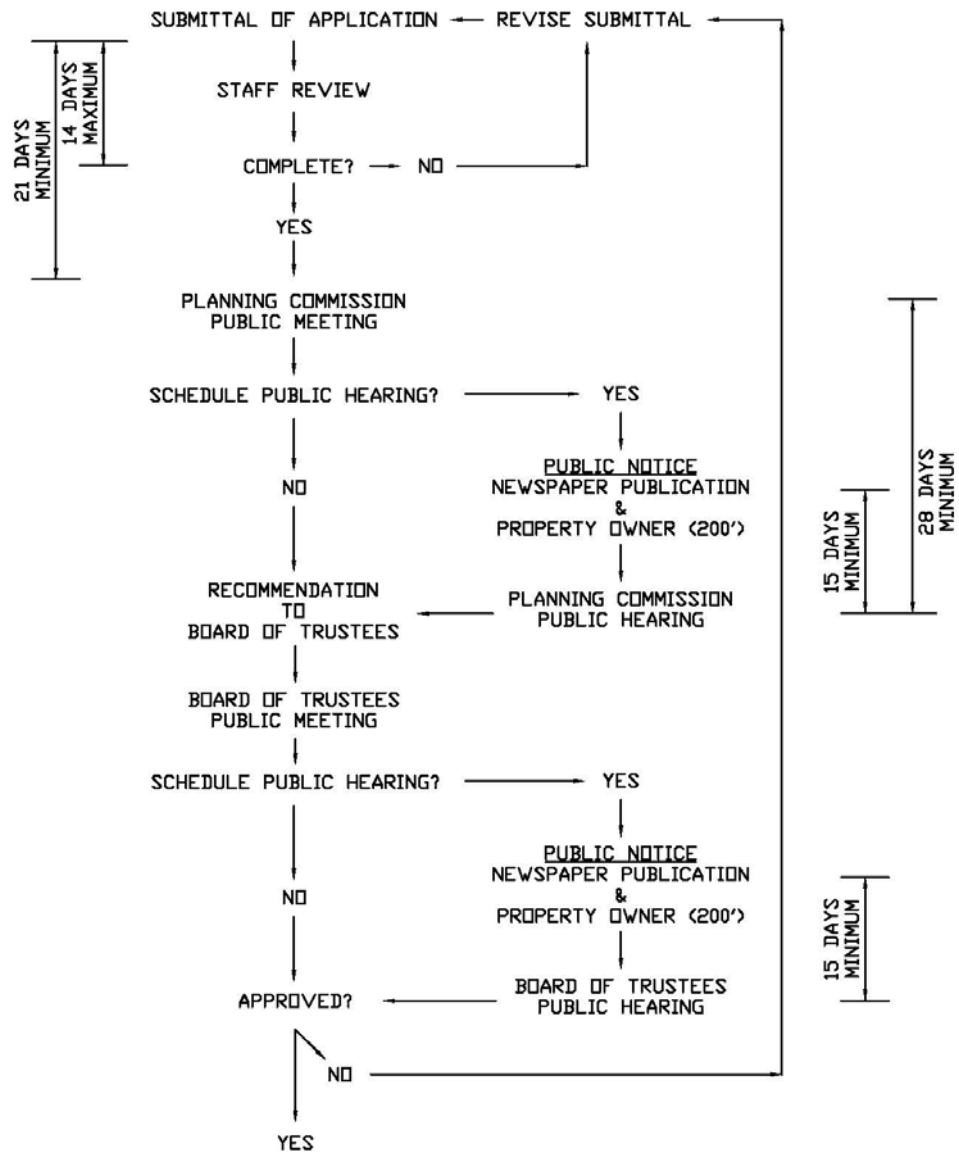 SUBMITTAL OF APPLICATION
REVISE SUBMITTAL
14 DAYS
MAXIMUM
21 DAYS
MINIMUM
STAFF REVIEW
COMPLETE?
NO
YES
PLANNING COMMISSION
PUBLIC MEETING
SCHEDULE PUBLIC HEARING?
YES
NO
PUBLIC NOTICE
NEWSPAPER PUBLICATION
&
PROPERTY OWNER (200')
28 DAYS
MINIMUM
15 DAYS
MINIMUM
PLANNING COMMISSION
PUBLIC HEARING
RECOMMENDATION
TO
BOARD OF TRUSTEES
BOARD OF TRUSTEES
PUBLIC MEETING
SCHEDULE PUBLIC HEARING?
YES
NO
PUBLIC NOTICE
NEWSPAPER PUBLICATION
&
PROPERTY OWNER (200')
15 DAYS
MINIMUM
BOARD OF TRUSTEES
PUBLIC HEARING
APPROVED?
NO
YES